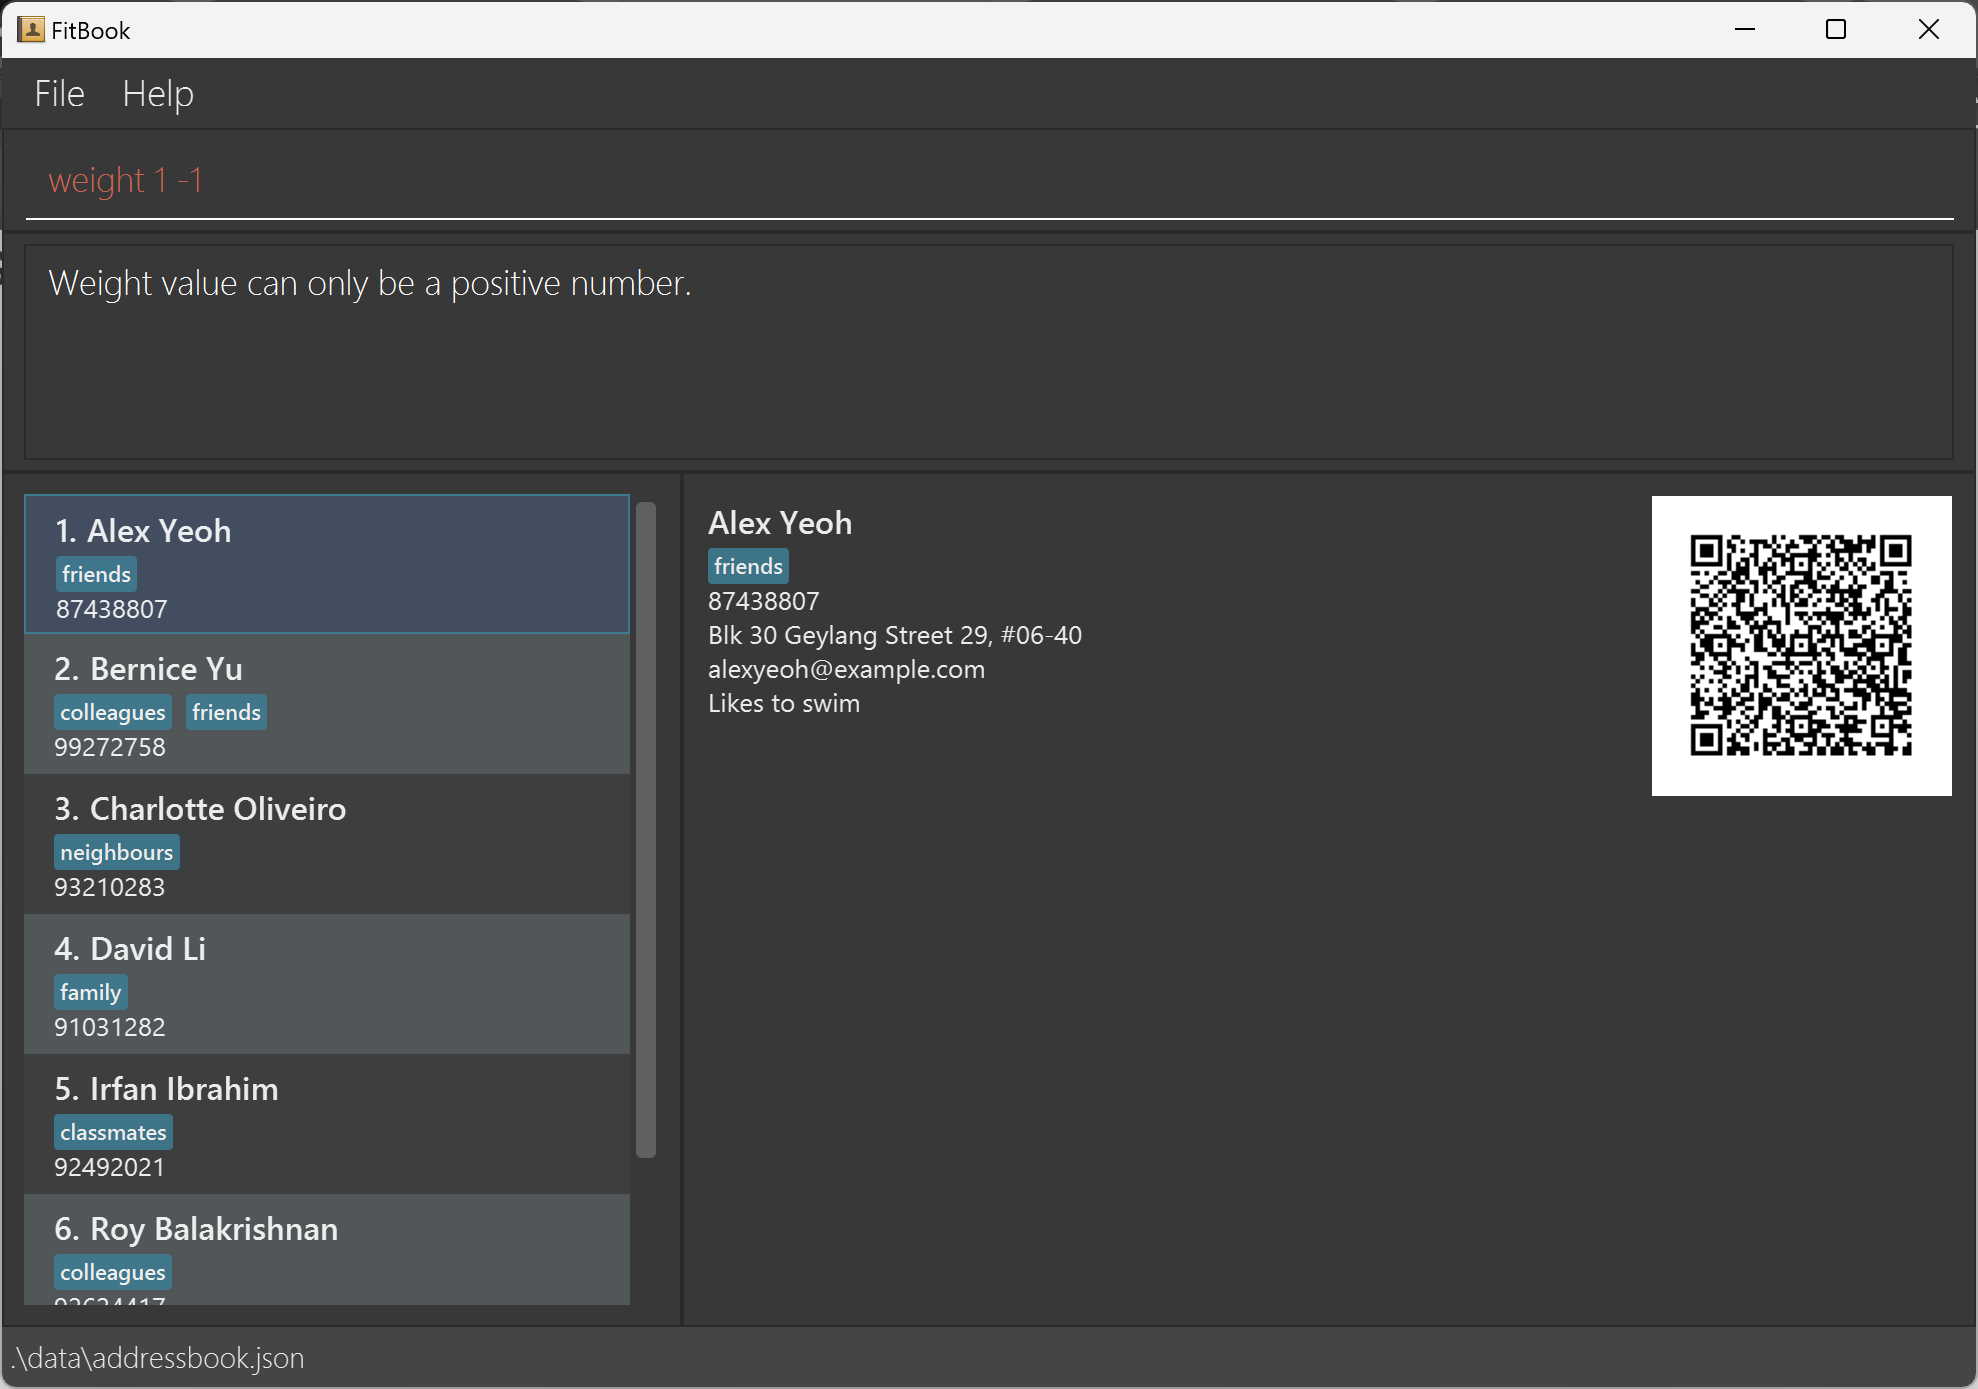 FitBook
File Help
weight 1 -1
Weight value can only be a positive number.
1. Alex Yeoh
friends
87438807
2. Bernice Yu
colleagues friends
99272758
3. Charlotte Oliveiro
neighbours
93210283
4. David Li
family
91031282
5. Irfan Ibrahim
classmates
92492021
6. Roy Balakrishnan
colleagues
Alex Yeoh
friends
87438807
Blk 30 Geylang Street 29, #06-40
alexyeoh@example.com
Likes to swim
.\data\addressbook.json